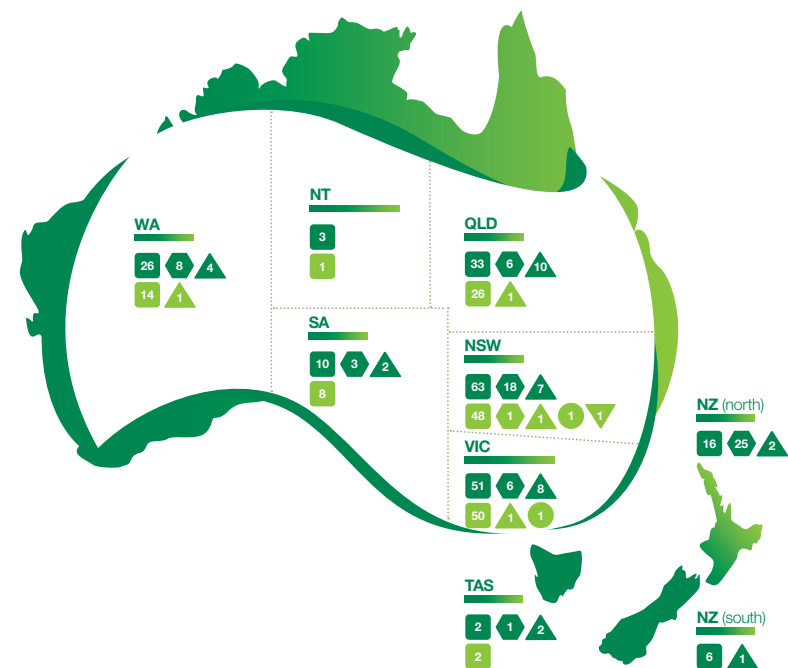 NT
3
1
WA
26 8 4
14 1
QLD
33 6 10
26 1
SA
10 3 2
8
NSW
63 18 7
48 1 1 1 1
NZ (north)
16 25 2
VIC
51 6 8
50 1 1
TAS
2 1 2
2
NZ (south)
6 1